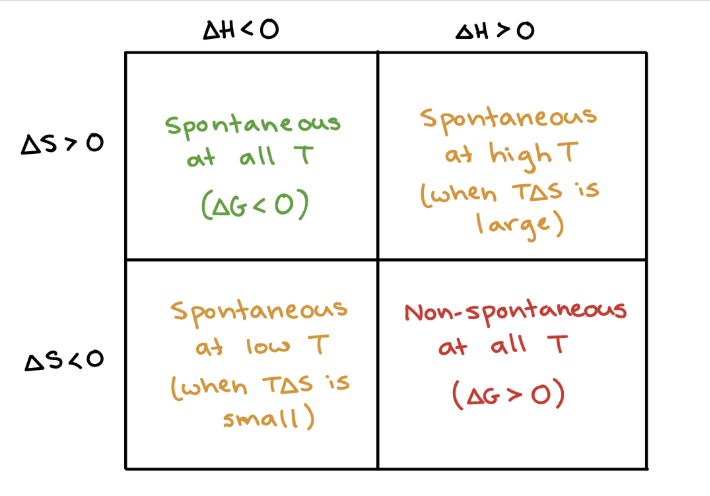 ΔH < 0
ΔH > 0
ΔS > 0
Spontaneous
at all T
(ΔG < 0)
Spontaneous
at high T
(when TΔS is
large)
ΔS < 0
Spontaneous
at low T
(when TΔS is
small)
Non-spontaneous
at all T
(ΔG > 0)